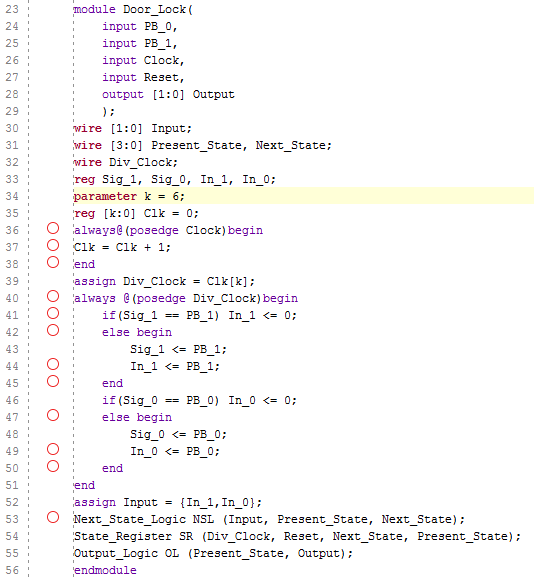 23 module Door_Lock(
24 input PB_0,
25 input PB_1,
26 input Clock,
27 input Reset,
28 output [1:0] Output
29 );
30 wire [1:0] Input;
31 wire [3:0] Present_State, Next_State;
32 wire Div_Clock;
33 reg Sig_1, Sig_0, In_1, In_0;
34 parameter k = 6;
35 reg [k:0] Clk = 0;
36 always@(posedge Clock)begin
37 Clk = Clk + 1;
38 end
39 assign Div_Clock = Clk[k];
40 always @(posedge Div_Clock)begin
41 if(Sig_1 == PB_1) In_1 <= 0;
42 else begin
43 Sig_1 <= PB_1;
44 In_1 <= PB_1;
45 end
46 if(Sig_0 == PB_0) In_0 <= 0;
47 else begin
48 Sig_0 <= PB_0;
49 In_0 <= PB_0;
50 end
51 end
52 assign Input = {In_1,In_0};
53 Next_State_Logic NSL (Input, Present_State, Next_State);
54 State_Register SR (Div_Clock, Reset, Next_State, Present_State);
55 Output_Logic OL (Present_State, Output);
56 endmodule